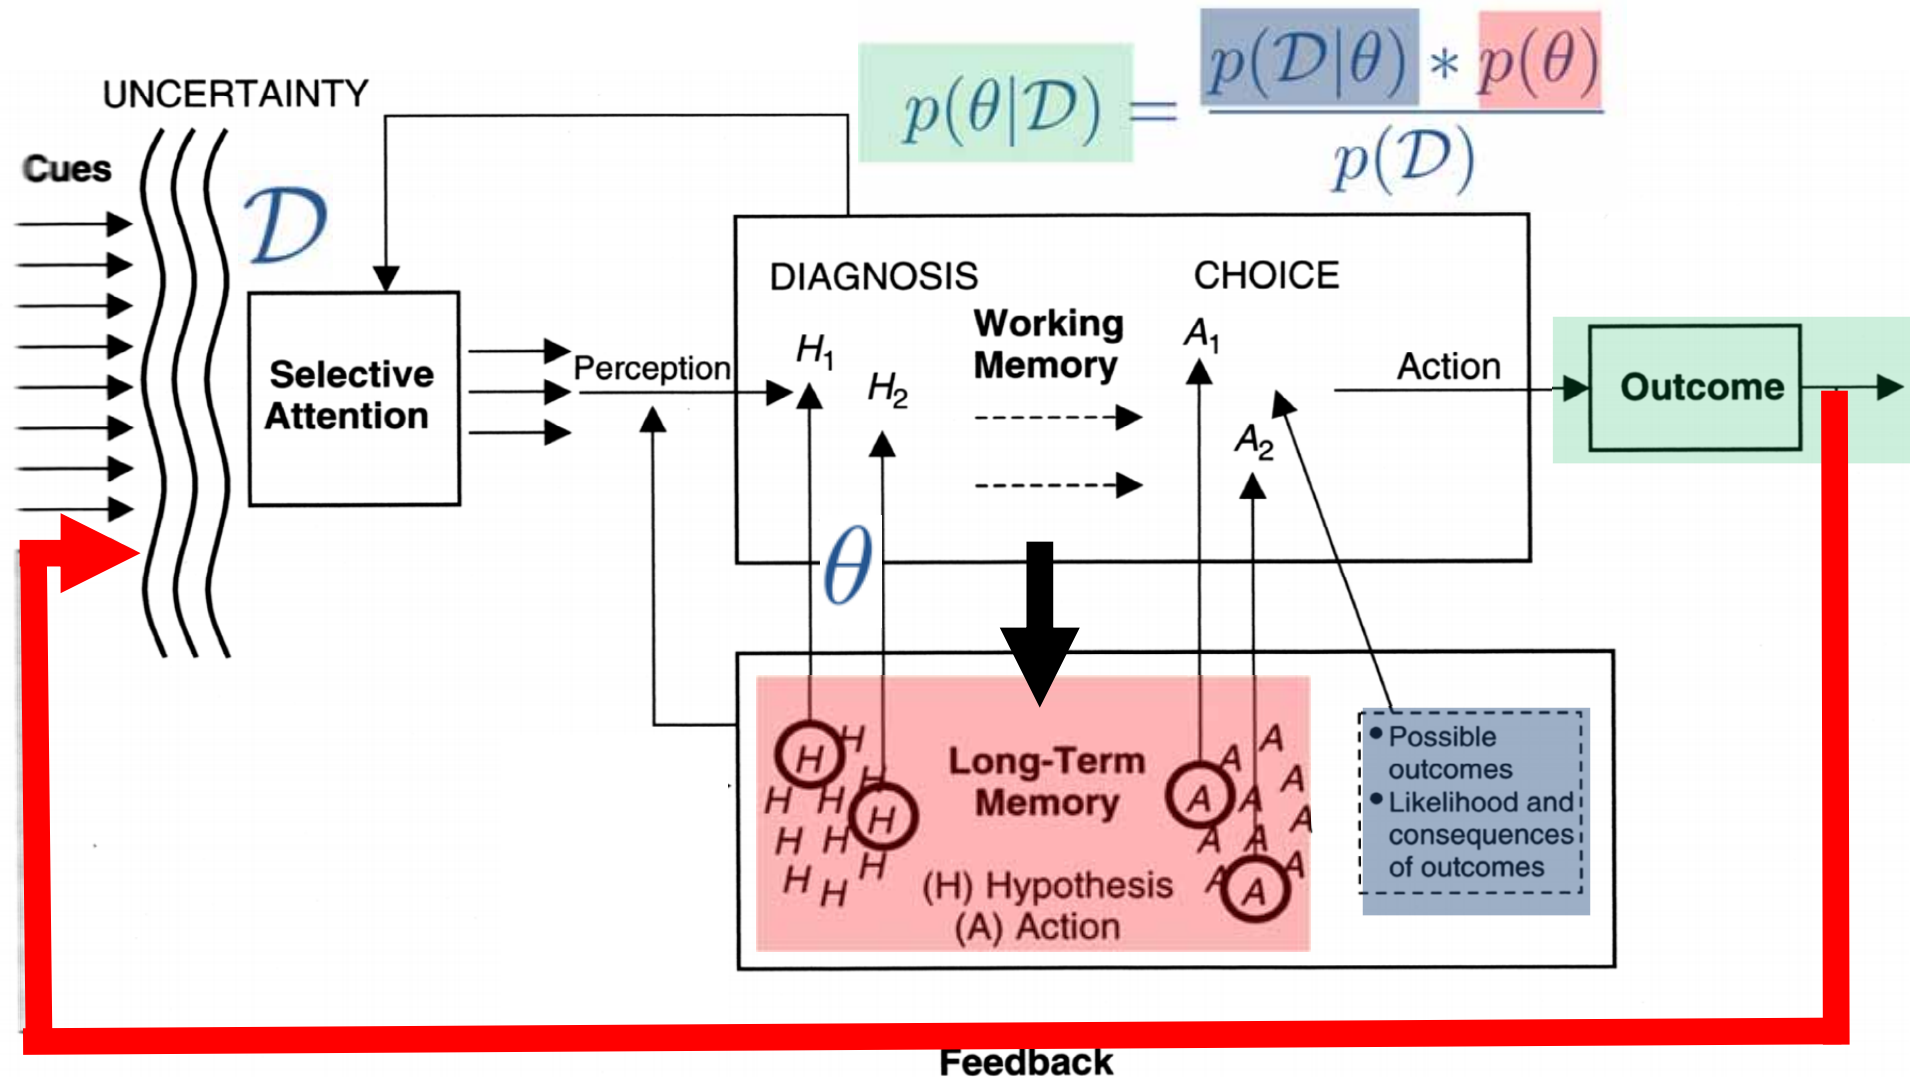 p(θ|𝒟) = p(𝒟|θ) * p(θ)
p(𝒟)
UNCERTAINTY
Cues
𝒟
DIAGNOSIS
CHOICE
Working
Memory
H₁
H₂
A₁
A₂
Selective
Attention
Perception
Action
Outcome
θ
Long-Term
Memory
(H) Hypothesis
(A) Action
H
H
H
H
H
H
H
H
H
H
H
A
A
A
A
A
A
A
A
A
A
• Possible
outcomes
• Likelihood and
consequences
of outcomes
Feedback